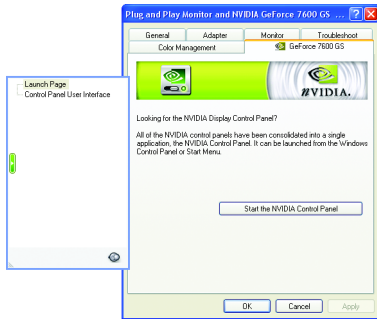 Plug and Play Monitor and NVIDIA GeForce 7600 GS ...
General Adapter Monitor Troubleshoot
Color Management GeForce 7600 GS
Launch Page
Control Panel User Interface
NVIDIA.
Looking for the NVIDIA Display Control Panel?
All of the NVIDIA control panels have been consolidated into a single
application, the NVIDIA Control Panel. It can be launched from the Windows
Control Panel or Start Menu.
Start the NVIDIA Control Panel
OK Cancel Apply